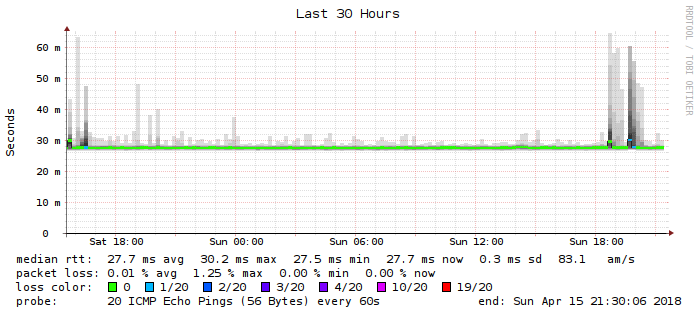 Last 30 Hours
RRDTOOL / TOBI OETIKER
Seconds
60 m
50 m
40 m
30 m
20 m
10 m
0
Sat 18:00 Sun 00:00 Sun 06:00 Sun 12:00 Sun 18:00
median rtt: 27.7 ms avg 30.2 ms max 27.5 ms min 27.7 ms now 0.3 ms sd 83.1 am/s
packet loss: 0.01 % avg 1.25 % max 0.00 % min 0.00 % now
loss color: 0 1/20 2/20 3/20 4/20 10/20 19/20
probe: 20 ICMP Echo Pings (56 Bytes) every 60s end: Sun Apr 15 21:30:06 2018